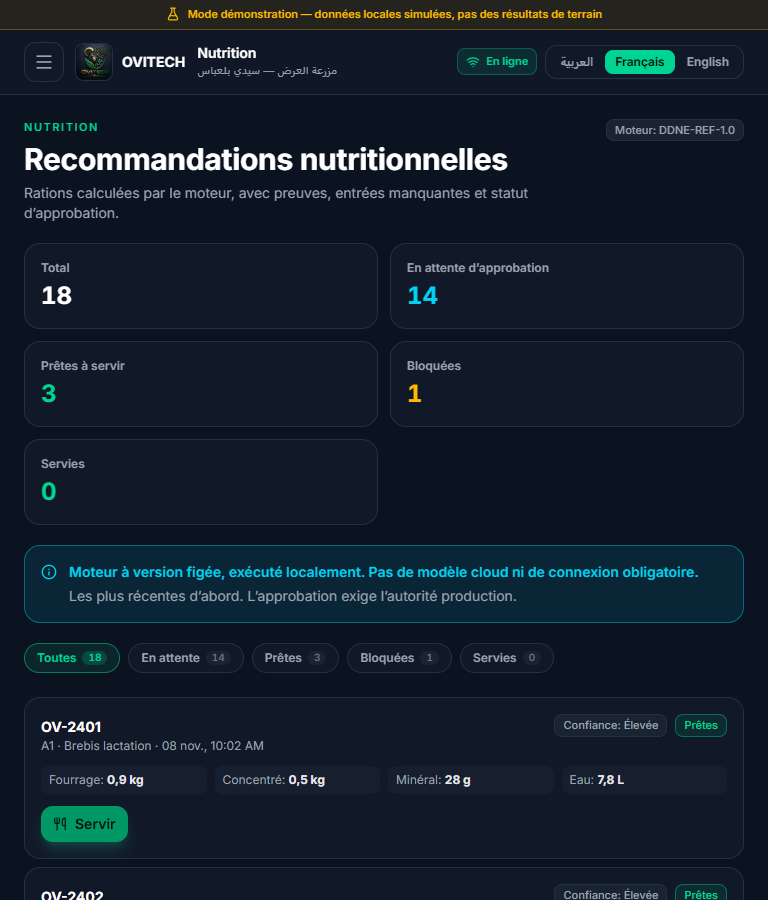 Mode démonstration — données locales simulées, pas des résultats de terrain
OVITECH
Nutrition
مزرعة العرض — سيدي بلعباس
En ligne
العربية
Français
English
NUTRITION
Moteur: DDNE-REF-1.0
Recommandations nutritionnelles
Rations calculées par le moteur, avec preuves, entrées manquantes et statut
d’approbation.
Total
18
En attente d’approbation
14
Prêtes à servir
3
Bloquées
1
Servies
0
Moteur à version figée, exécuté localement. Pas de modèle cloud ni de connexion obligatoire.
Les plus récentes d’abord. L’approbation exige l’autorité production.
Toutes 18
En attente 14
Prêtes 3
Bloquées 1
Servies 0
OV-2401
Confiance: Élevée
Prêtes
A1 · Brebis lactation · 08 nov., 10:02 AM
Fourrage: 0,9 kg
Concentré: 0,5 kg
Minéral: 28 g
Eau: 7,8 L
Servir
OV-2402
Confiance: Élevée
Prêtes